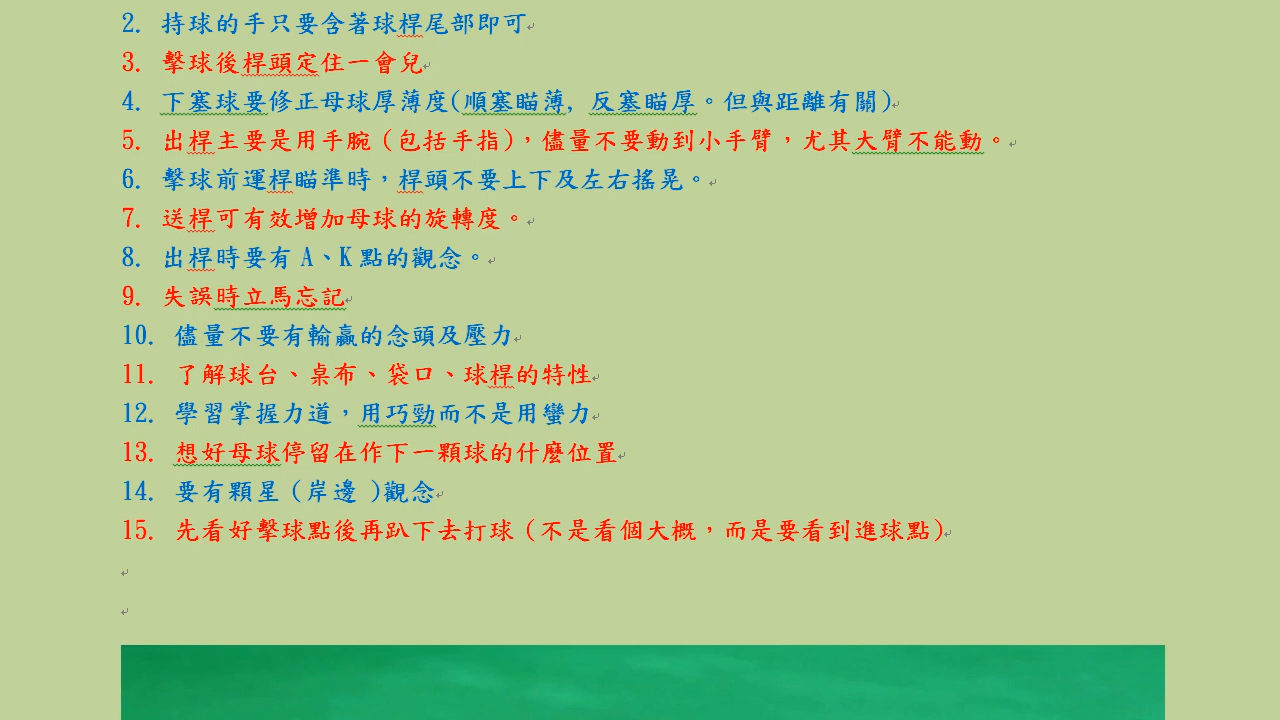 2. 持球的手只要含著球桿尾部即可
3. 擊球後桿頭定住一會兒
4. 下塞球要修正母球厚薄度(順塞瞄薄, 反塞瞄厚。但與距離有關)
5. 出桿主要是用手腕 (包括手指)，儘量不要動到小手臂，尤其大臂不能動。
6. 擊球前運桿瞄準時，桿頭不要上下及左右搖晃。
7. 送桿可有效增加母球的旋轉度。
8. 出桿時要有 A、K 點的觀念。
9. 失誤時立馬忘記
10. 儘量不要有輸贏的念頭及壓力
11. 了解球台、桌布、袋口、球桿的特性
12. 學習掌握力道，用巧勁而不是用蠻力
13. 想好母球停留在作下一顆球的什麼位置
14. 要有顆星 (岸邊 )觀念
15. 先看好擊球點後再趴下去打球 (不是看個大概，而是要看到進球點)